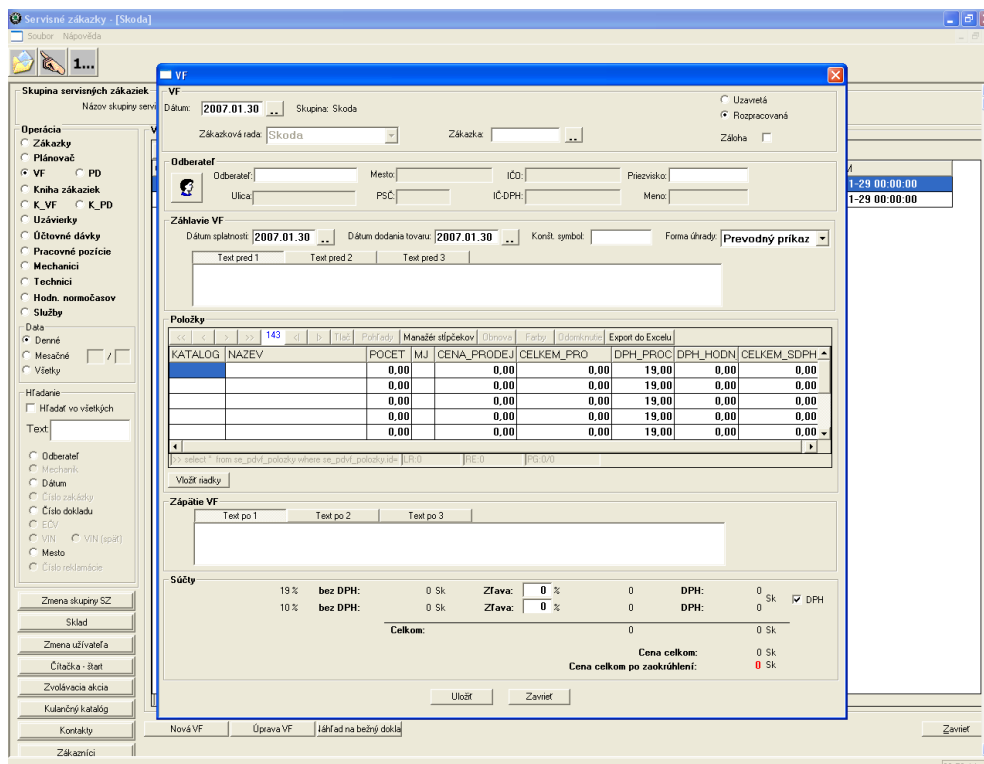 Servisné zákazky - [Skoda]
Soubor Nápověda
1...
Skupina servisných zákaziek
Názov skupiny servi
Operácia
Zákazky
Plánovač
VF PD
Kniha zákaziek
K_VF K_PD
Uzávierky
Účtovné dávky
Pracovné pozície
Mechanici
Technici
Hodn. normočasov
Služby
Data
Denné
Mesačné /
Všetky
Hľadanie
Hľadať vo všetkých
Text:
Odberateľ
Mechanik
Dátum
Číslo zakázky
Číslo dokladu
EČV
VIN VIN (späť)
Mesto
Číslo reklamácie
Zmena skupiny SZ
Sklad
Zmena užívateľa
Čítačka - štart
Zvolávacia akcia
Kulančný katalóg
Kontakty
Zákazníci
VF
VF
Dátum: 2007.01.30 .. Skupina: Skoda
Uzavretá
Rozpracovaná
Zákazková rada: Skoda Zákazka: .. Záloha
Odberateľ
Odberateľ: Mesto: IČO: Priezvisko:
Ulica: PSČ: IČ-DPH: Meno:
Záhlavie VF
Dátum splatnosti: 2007.01.30 .. Dátum dodania tovaru: 2007.01.30 .. Konšt. symbol: Forma úhrady: Prevodný príkaz
Text pred 1 Text pred 2 Text pred 3
Položky
<< < > >> 143 d b Tlač Pohľady Manažér stĺpčekov Obnova Farby Odomknutie Export do Excelu
KATALOG NAZEV POCET MJ CENA_PRODEJ CELKEM_PRO DPH_PROC DPH_HODN CELKEM_SDPH
0,00 0,00 0,00 19,00 0,00 0,00
0,00 0,00 0,00 19,00 0,00 0,00
0,00 0,00 0,00 19,00 0,00 0,00
0,00 0,00 0,00 19,00 0,00 0,00
0,00 0,00 0,00 19,00 0,00 0,00
>> select * from se_pdvf_polozky where se_pdvf_polozky.id= LR:0 RE:0 PG:0/0
Vložiť riadky
Zápätie VF
Text po 1 Text po 2 Text po 3
Súčty
19 % bez DPH: 0 Sk Zľava: 0 % 0 DPH: 0
Sk DPH
10 % bez DPH: 0 Sk Zľava: 0 % 0 DPH: 0
Celkom: 0 0 Sk
Cena celkom: 0 Sk
Cena celkom po zaokrúhlení: 0 Sk
Uložiť Zavrieť
1-29 00:00:00
1-29 00:00:00
Nová VF Úprava VF Náhľad na bežný dokla Zavrieť